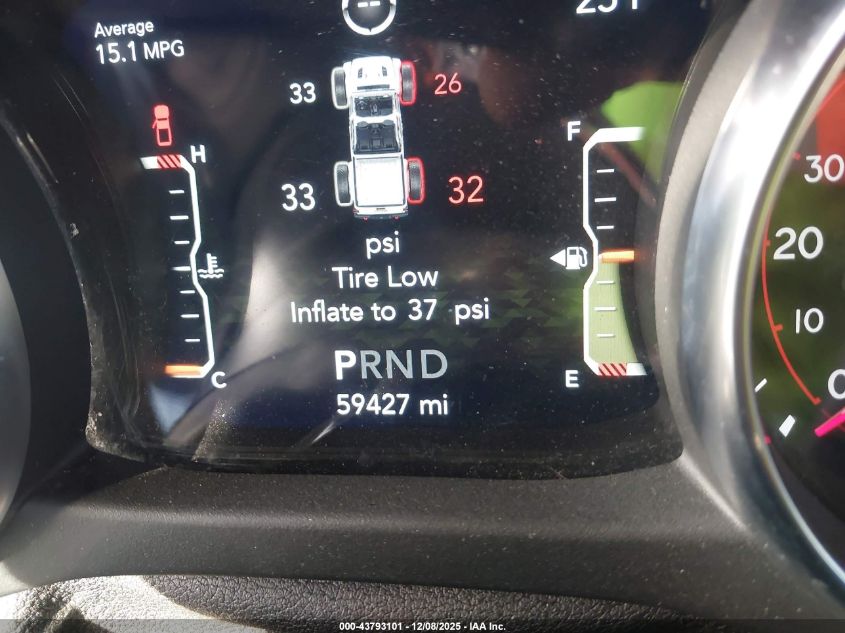 --
Average
15.1 MPG
33 26
33 32
psi
Tire Low
Inflate to 37 psi
PRND
59427 mi
H
C
F
E
30
20
10
0
000-43793101 - 12/08/2025 - IAA Inc.